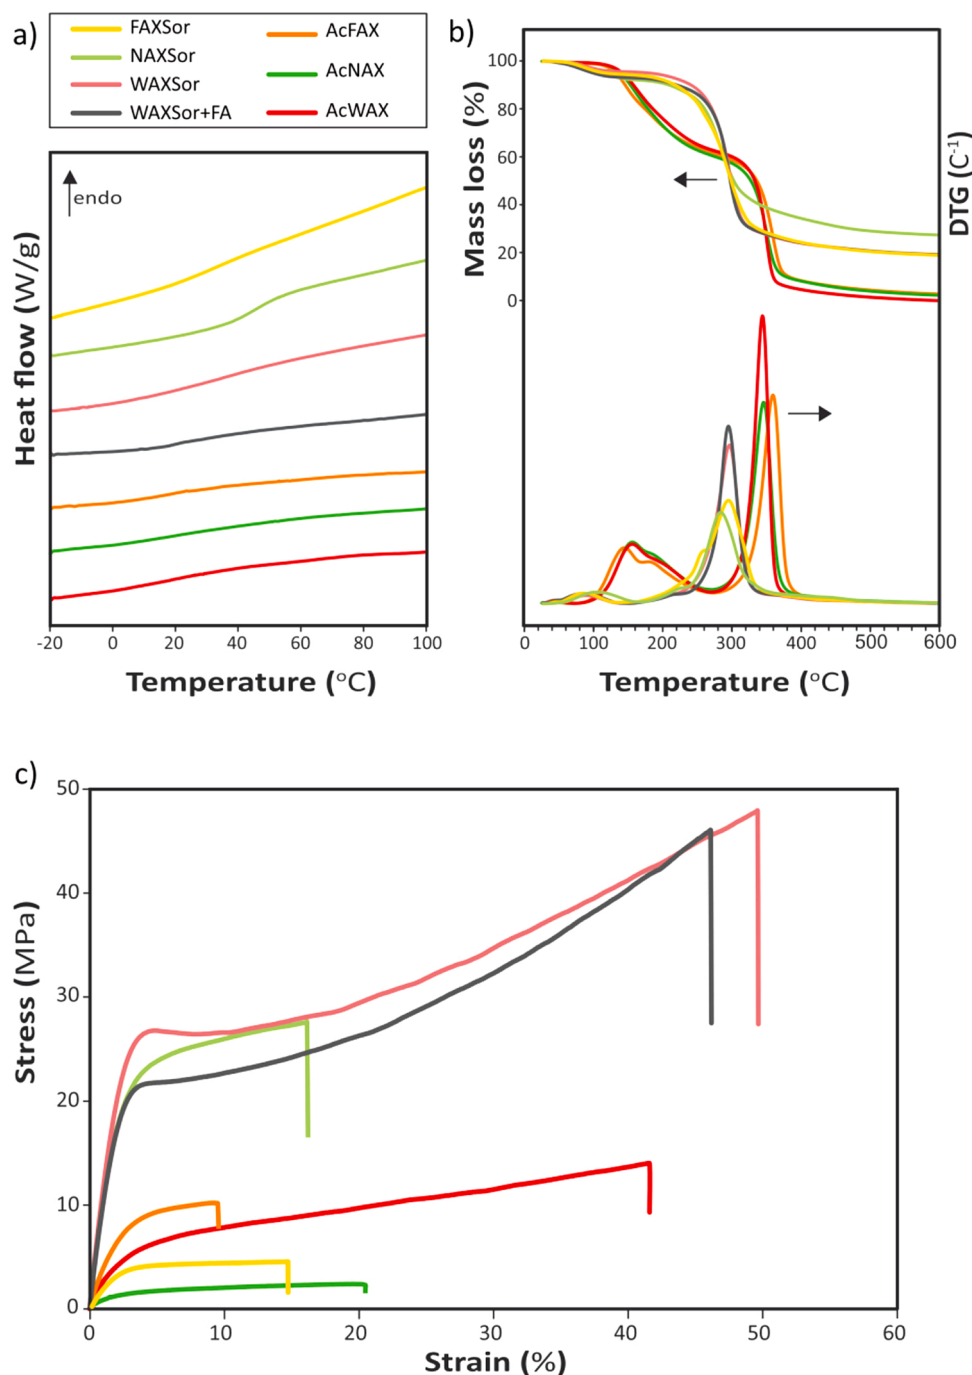 a)
FAXSor
NAXSor
WAXSor
WAXSor+FA
AcFAX
AcNAX
AcWAX
endo
Heat flow (W/g)
-20 0 20 40 60 80 100
Temperature (°C)
b)
100
80
60
40
20
0
Mass loss (%)
DTG (C-1)
0 100 200 300 400 500 600
Temperature (°C)
c)
50
40
30
20
10
0
Stress (MPa)
0 10 20 30 40 50 60
Strain (%)